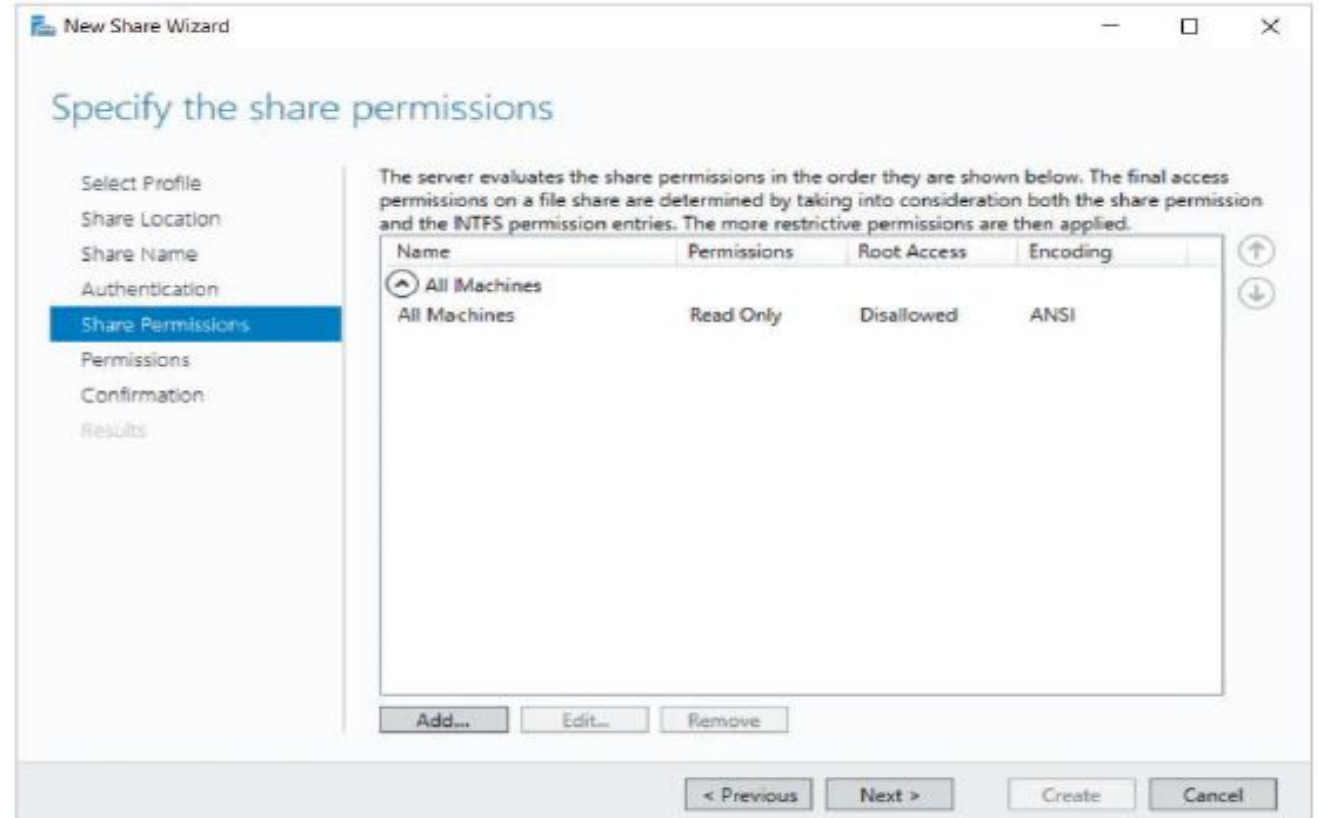 New Share Wizard
Specify the share permissions
Select Profile
Share Location
Share Name
Authentication
Share Permissions
Permissions
Confirmation
Results
The server evaluates the share permissions in the order they are shown below. The final access
permissions on a file share are determined by taking into consideration both the share permission
and the NTFS permission entries. The more restrictive permissions are then applied.
Name Permissions Root Access Encoding
All Machines
All Machines Read Only Disallowed ANSI
Add... Edit... Remove
< Previous Next > Create Cancel